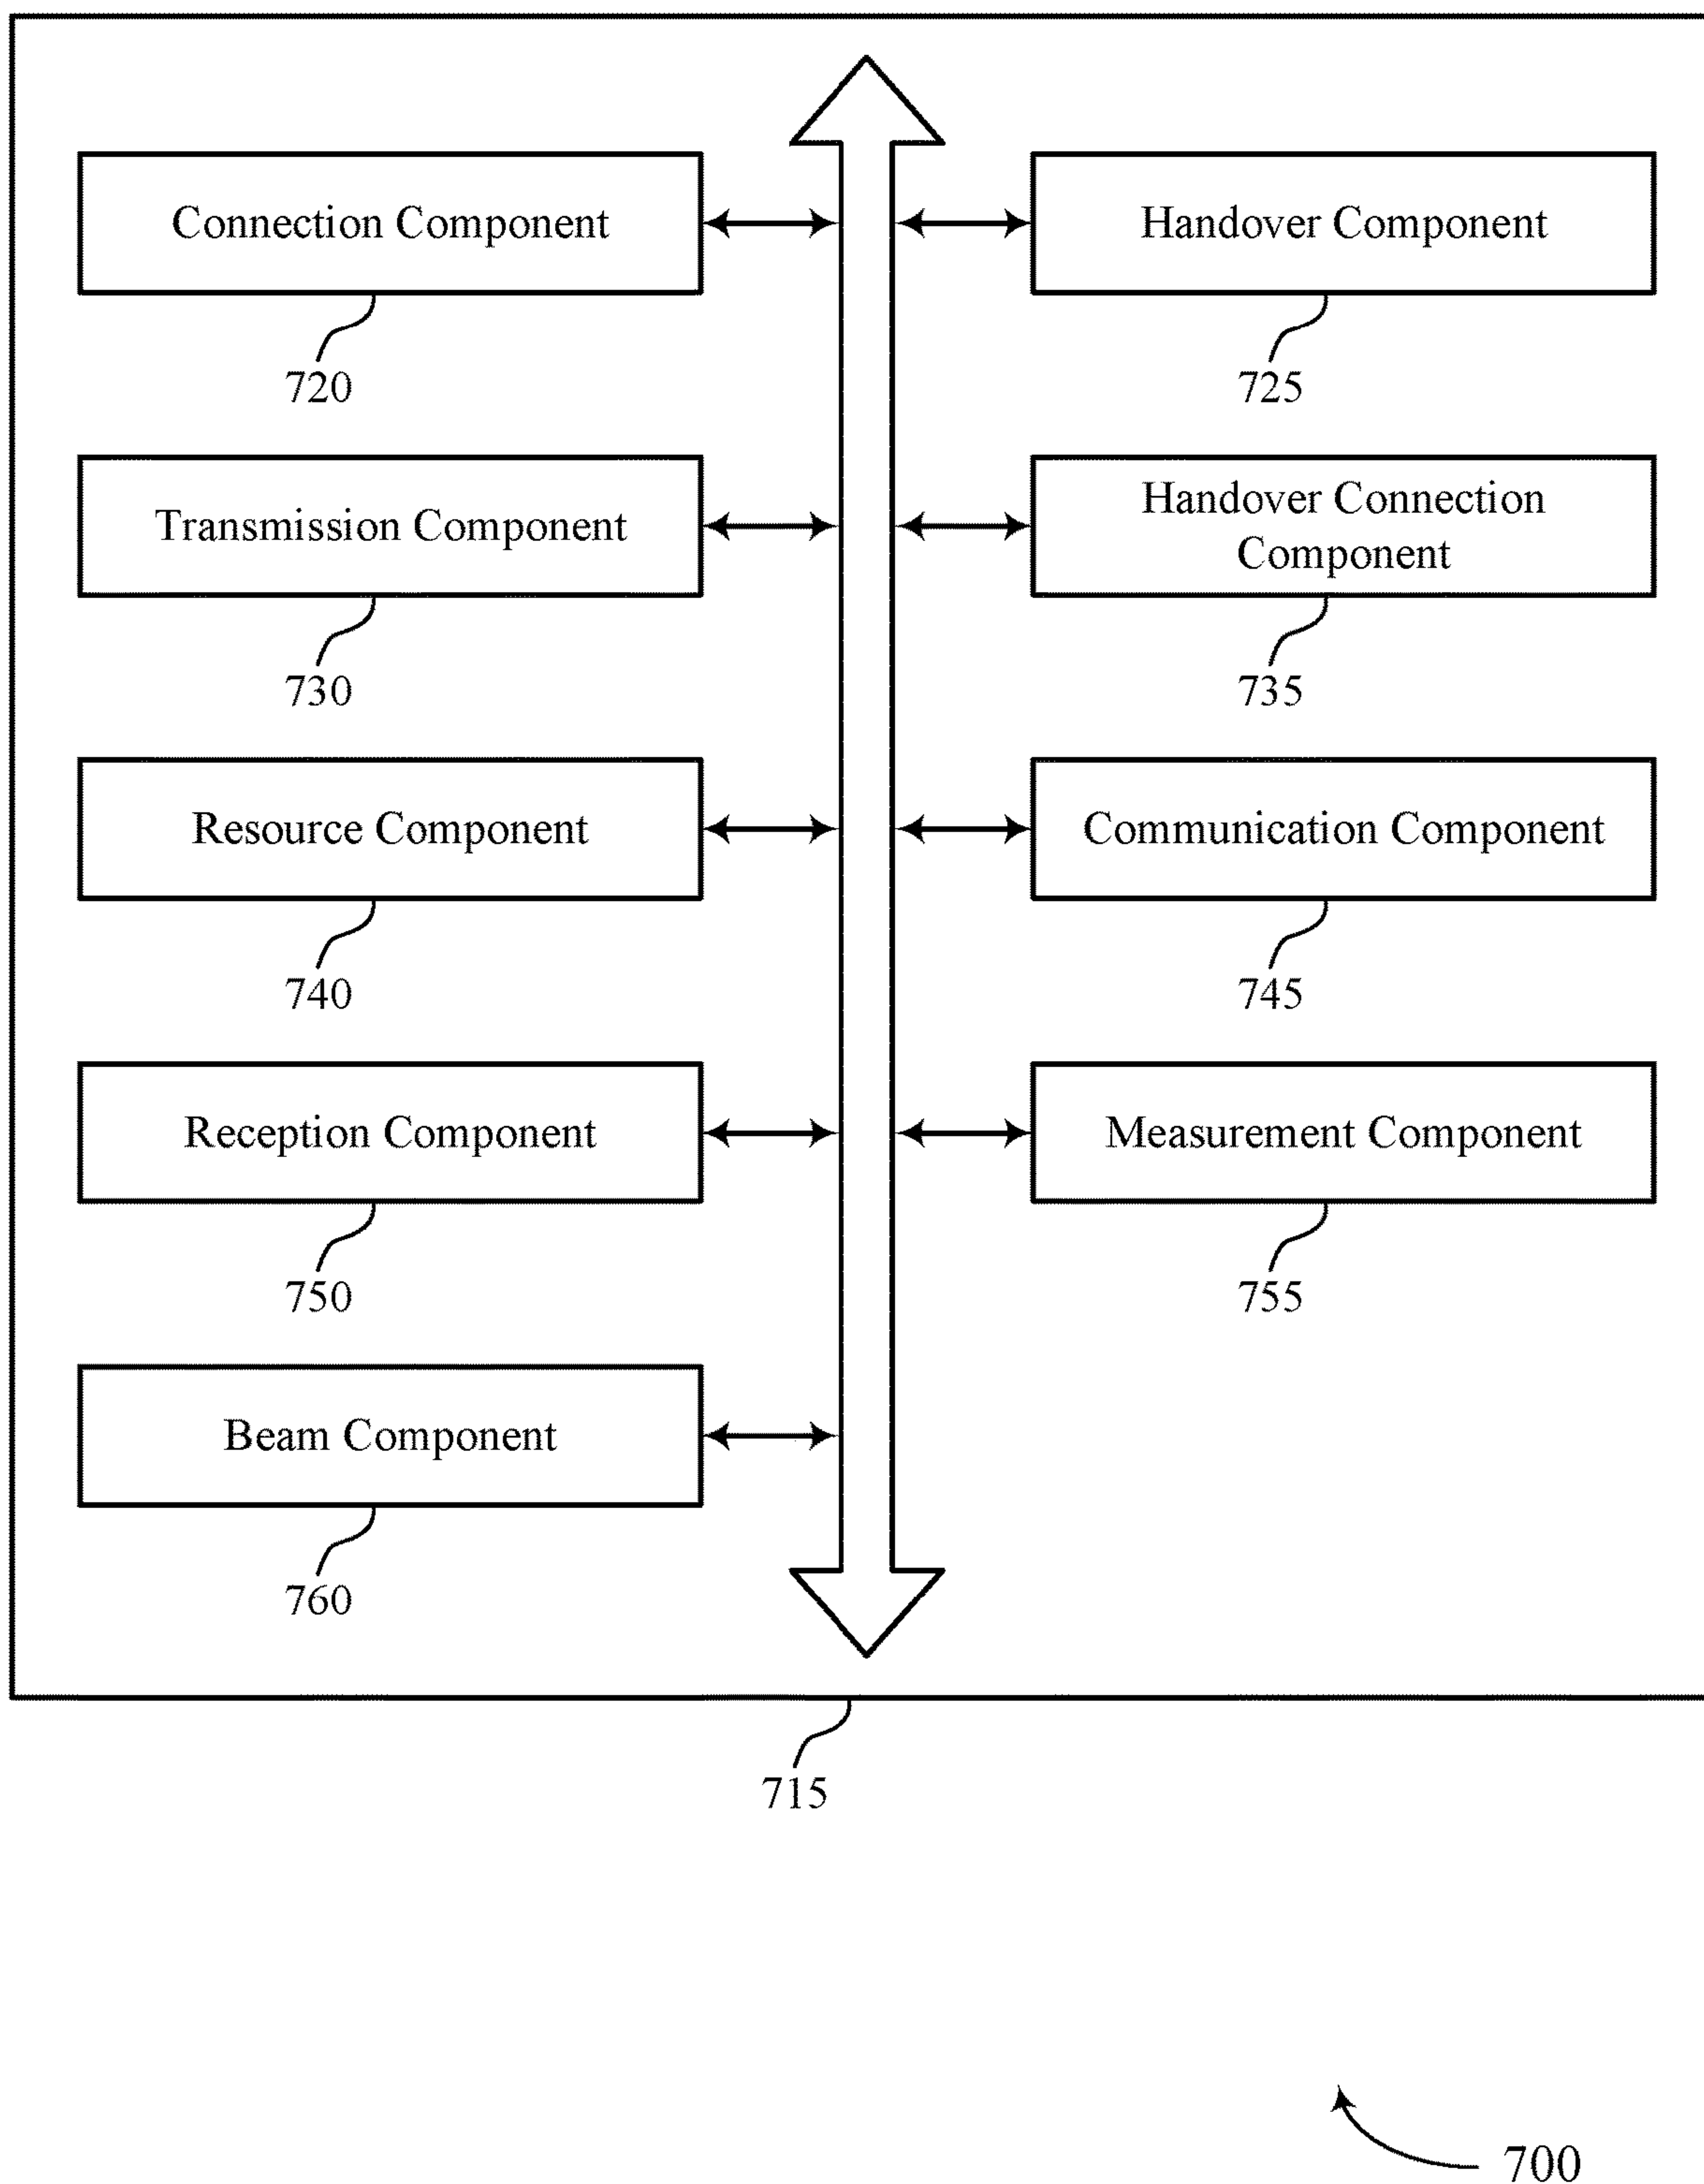 Connection Component
Handover Component
720
725
Transmission Component
Handover Connection
Component
730
735
Resource Component
Communication Component
740
745
Reception Component
Measurement Component
750
755
Beam Component
760
715
700